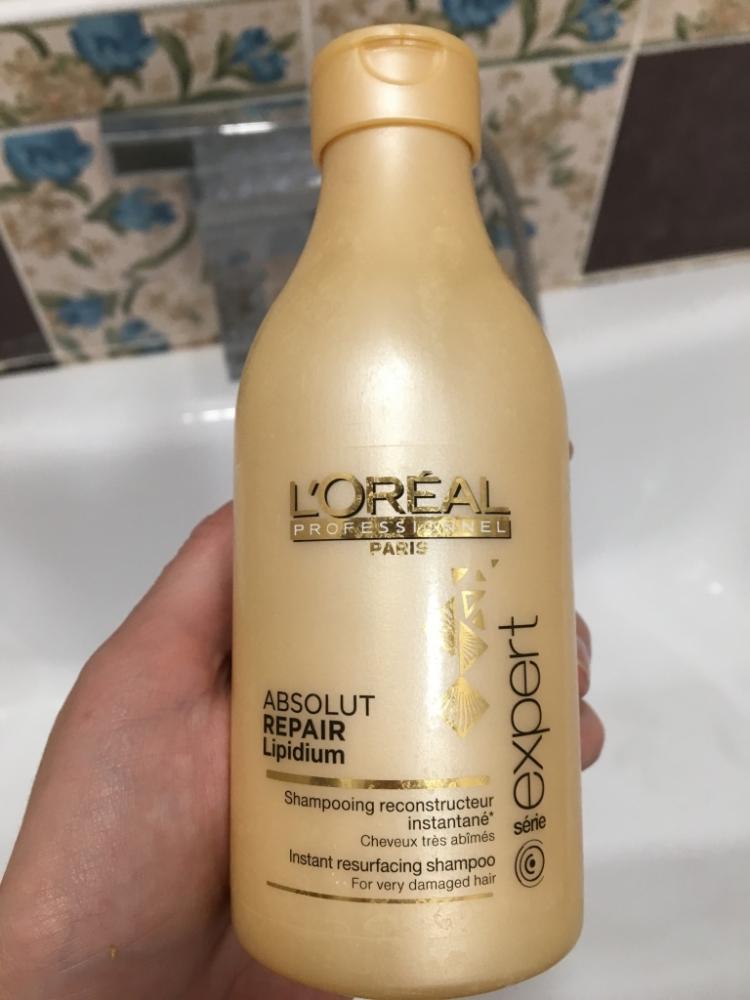 L'ORÉAL
PROFESSIONNEL
PARIS
ABSOLUT
REPAIR
Lipidium
Shampooing reconstructeur
instantané*
Cheveux très abîmés
Instant resurfacing shampoo
For very damaged hair
série expert